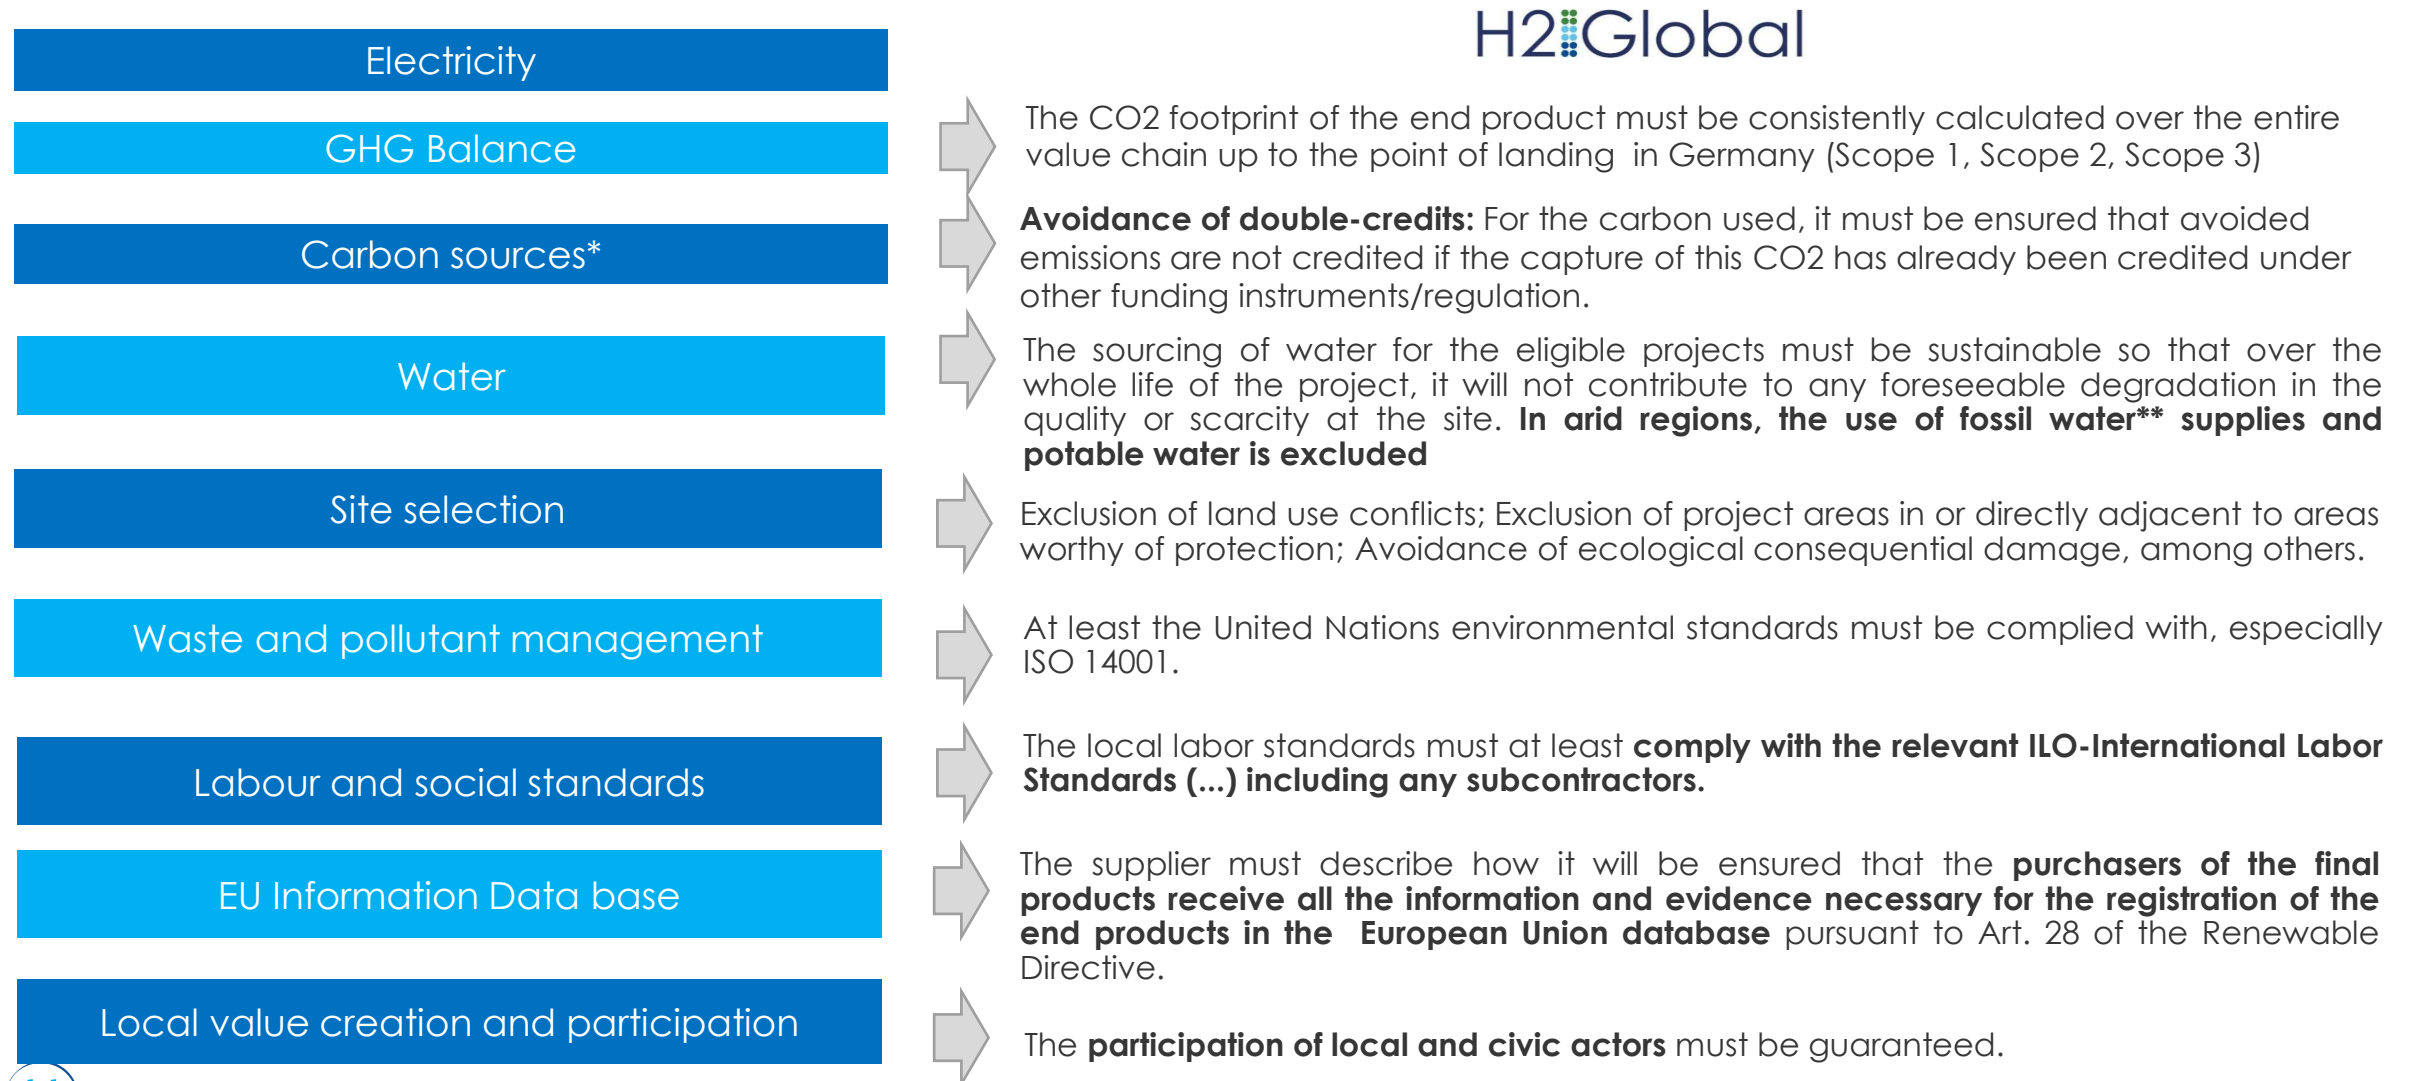 H2Global
Electricity
GHG Balance
The CO2 footprint of the end product must be consistently calculated over the entire
value chain up to the point of landing in Germany (Scope 1, Scope 2, Scope 3)
Carbon sources*
Avoidance of double-credits: For the carbon used, it must be ensured that avoided
emissions are not credited if the capture of this CO2 has already been credited under
other funding instruments/regulation.
Water
The sourcing of water for the eligible projects must be sustainable so that over the
whole life of the project, it will not contribute to any foreseeable degradation in the
quality or scarcity at the site. In arid regions, the use of fossil water** supplies and
potable water is excluded
Site selection
Exclusion of land use conflicts; Exclusion of project areas in or directly adjacent to areas
worthy of protection; Avoidance of ecological consequential damage, among others.
Waste and pollutant management
At least the United Nations environmental standards must be complied with, especially
ISO 14001.
Labour and social standards
The local labor standards must at least comply with the relevant ILO-International Labor
Standards (...) including any subcontractors.
EU Information Data base
The supplier must describe how it will be ensured that the purchasers of the final
products receive all the information and evidence necessary for the registration of the
end products in the European Union database pursuant to Art. 28 of the Renewable
Directive.
Local value creation and participation
The participation of local and civic actors must be guaranteed.